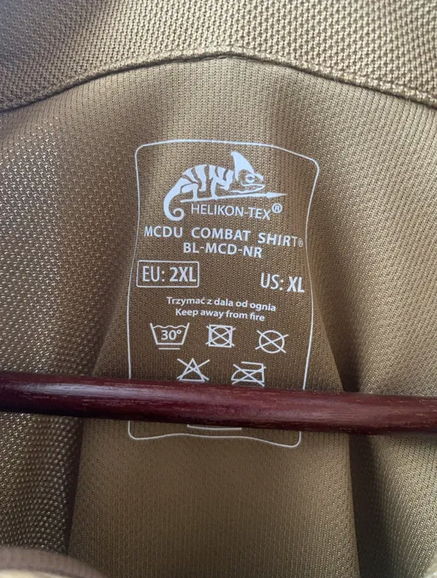 HELIKON-TEX®
MCDU COMBAT SHIRT®
BL-MCD-NR
EU: 2XL US: XL
Trzymać z dala od ognia
Keep away from fire
30°